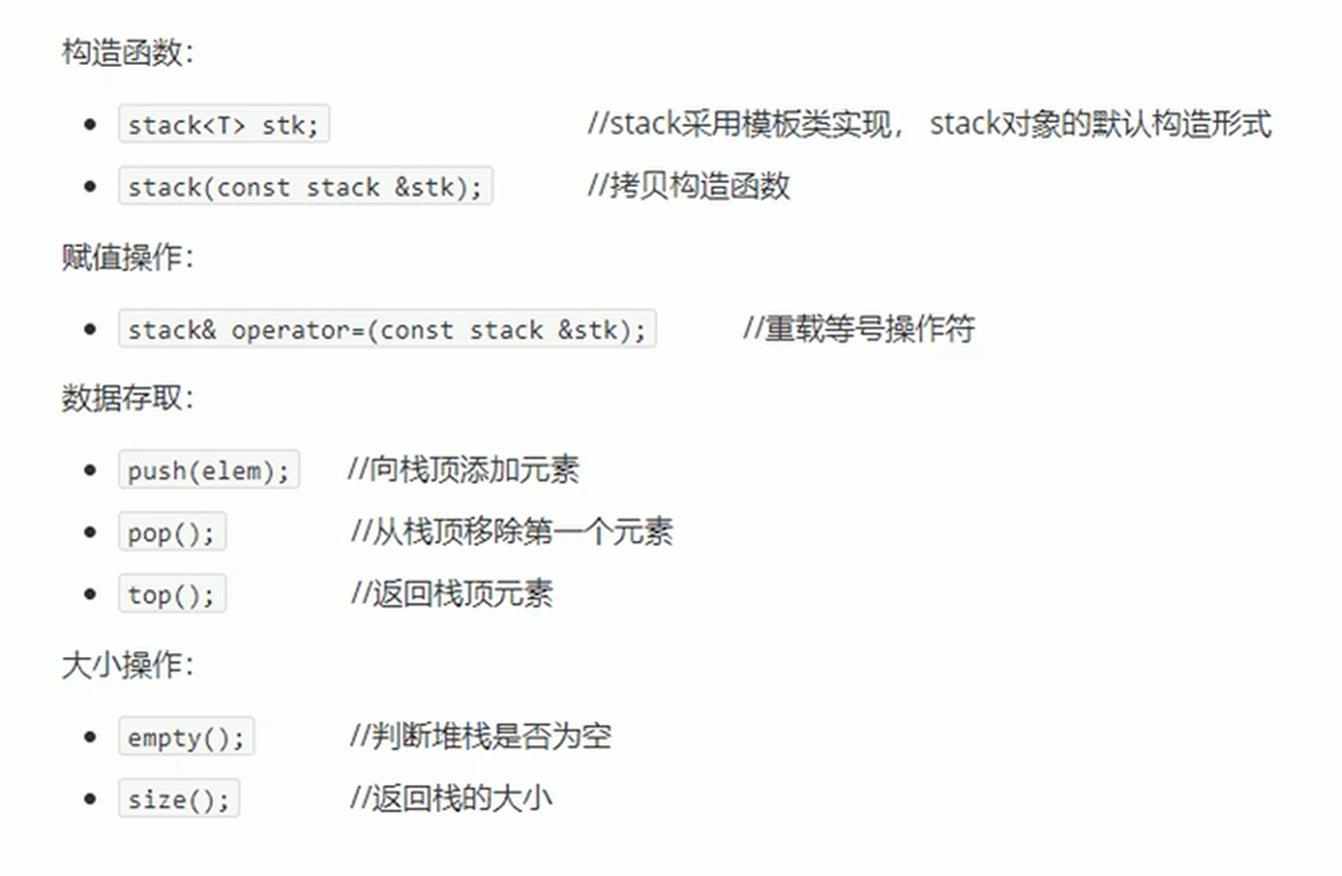 构造函数：
stack<T> stk; //stack采用模板类实现， stack对象的默认构造形式
stack(const stack &stk); //拷贝构造函数
赋值操作：
stack& operator=(const stack &stk); //重载等号操作符
数据存取：
push(elem); //向栈顶添加元素
pop(); //从栈顶移除第一个元素
top(); //返回栈顶元素
大小操作：
empty(); //判断堆栈是否为空
size(); //返回栈的大小